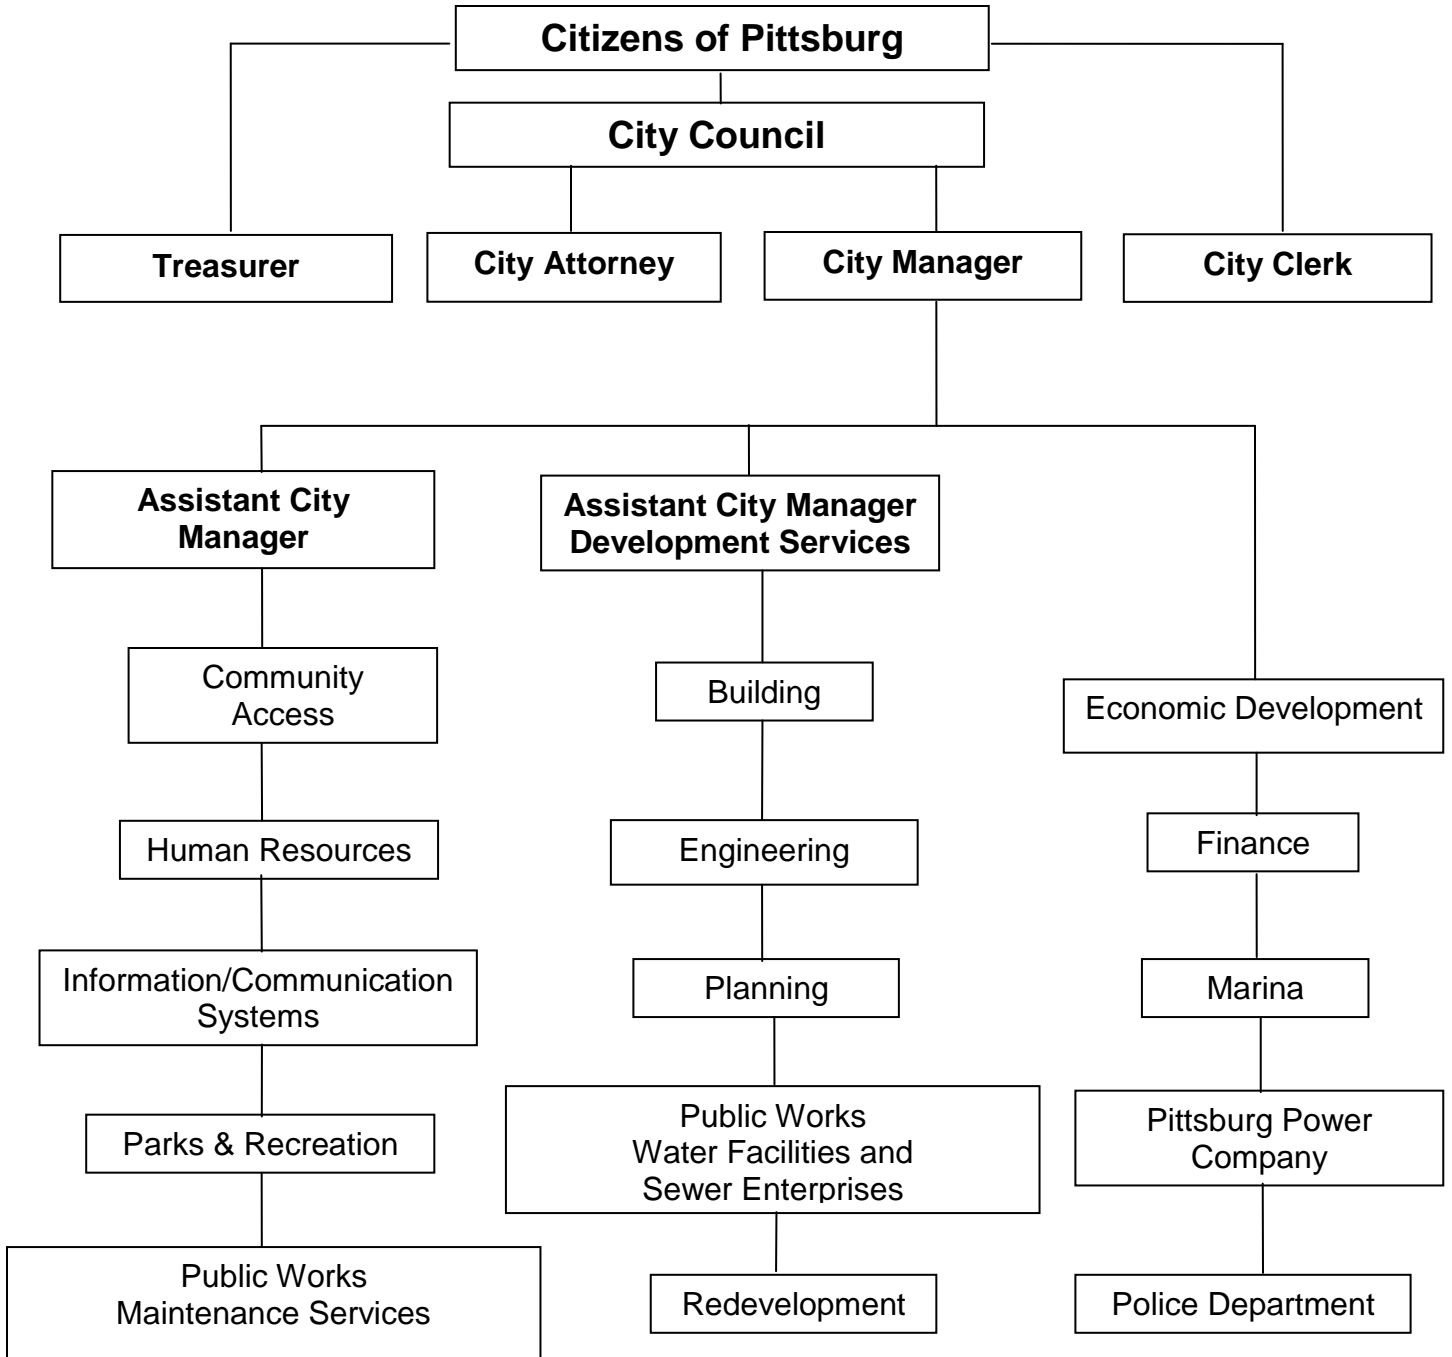 Citizens of Pittsburg
City Council
Treasurer
City Attorney
City Manager
City Clerk
Assistant City
Manager
Assistant City Manager
Development Services
Community
Access
Building
Economic Development
Human Resources
Engineering
Finance
Information/Communication
Systems
Planning
Marina
Parks & Recreation
Public Works
Water Facilities and
Sewer Enterprises
Pittsburg Power
Company
Public Works
Maintenance Services
Redevelopment
Police Department